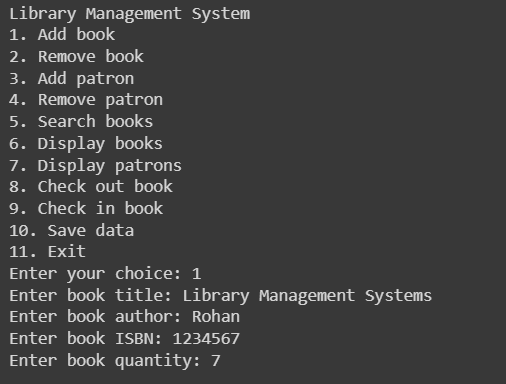 Library Management System
1. Add book
2. Remove book
3. Add patron
4. Remove patron
5. Search books
6. Display books
7. Display patrons
8. Check out book
9. Check in book
10. Save data
11. Exit
Enter your choice: 1
Enter book title: Library Management Systems
Enter book author: Rohan
Enter book ISBN: 1234567
Enter book quantity: 7